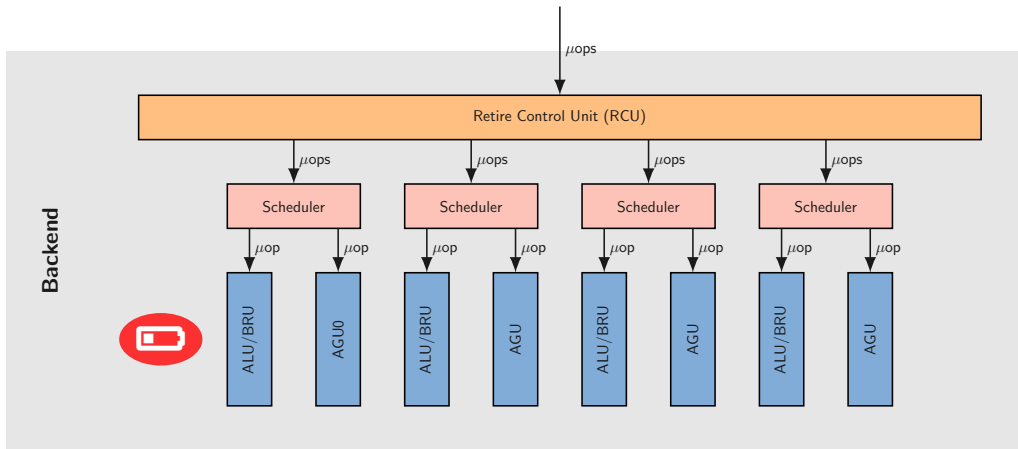 μops
Retire Control Unit (RCU)
μops
μops
μops
μops
Scheduler
Scheduler
Scheduler
Scheduler
μop
μop
μop
μop
μop
μop
μop
μop
Backend
ALU/BRU
AGU0
ALU/BRU
AGU
ALU/BRU
AGU
ALU/BRU
AGU